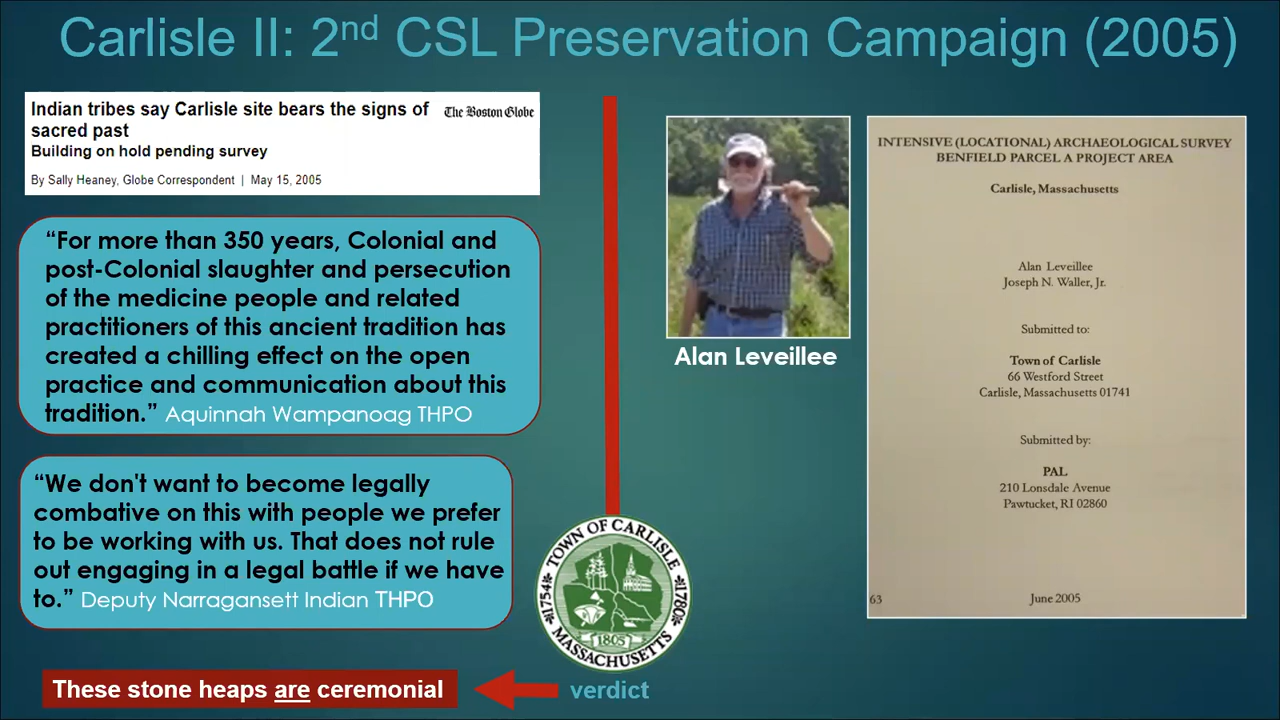 Carlisle II: 2nd CSL Preservation Campaign (2005)
Indian tribes say Carlisle site bears the signs of
sacred past
The Boston Globe
Building on hold pending survey
By Sally Heaney, Globe Correspondent | May 15, 2005
“For more than 350 years, Colonial and
post-Colonial slaughter and persecution
of the medicine people and related
practitioners of this ancient tradition has
created a chilling effect on the open
practice and communication about this
tradition.” Aquinnah Wampanoag THPO
“We don't want to become legally
combative on this with people we prefer
to be working with us. That does not rule
out engaging in a legal battle if we have
to.” Deputy Narragansett Indian THPO
These stone heaps are ceremonial
verdict
TOWN OF CARLISLE
1754
1780
1805
MASSACHUSETTS
Alan Leveillee
INTENSIVE (LOCATIONAL) ARCHAEOLOGICAL SURVEY
BENFIELD PARCEL A PROJECT AREA
Carlisle, Massachusetts
Alan Leveillee
Joseph N. Waller, Jr.
Submitted to:
Town of Carlisle
66 Westford Street
Carlisle, Massachusetts 01741
Submitted by:
PAL
210 Lonsdale Avenue
Pawtucket, RI 02860
63
June 2005